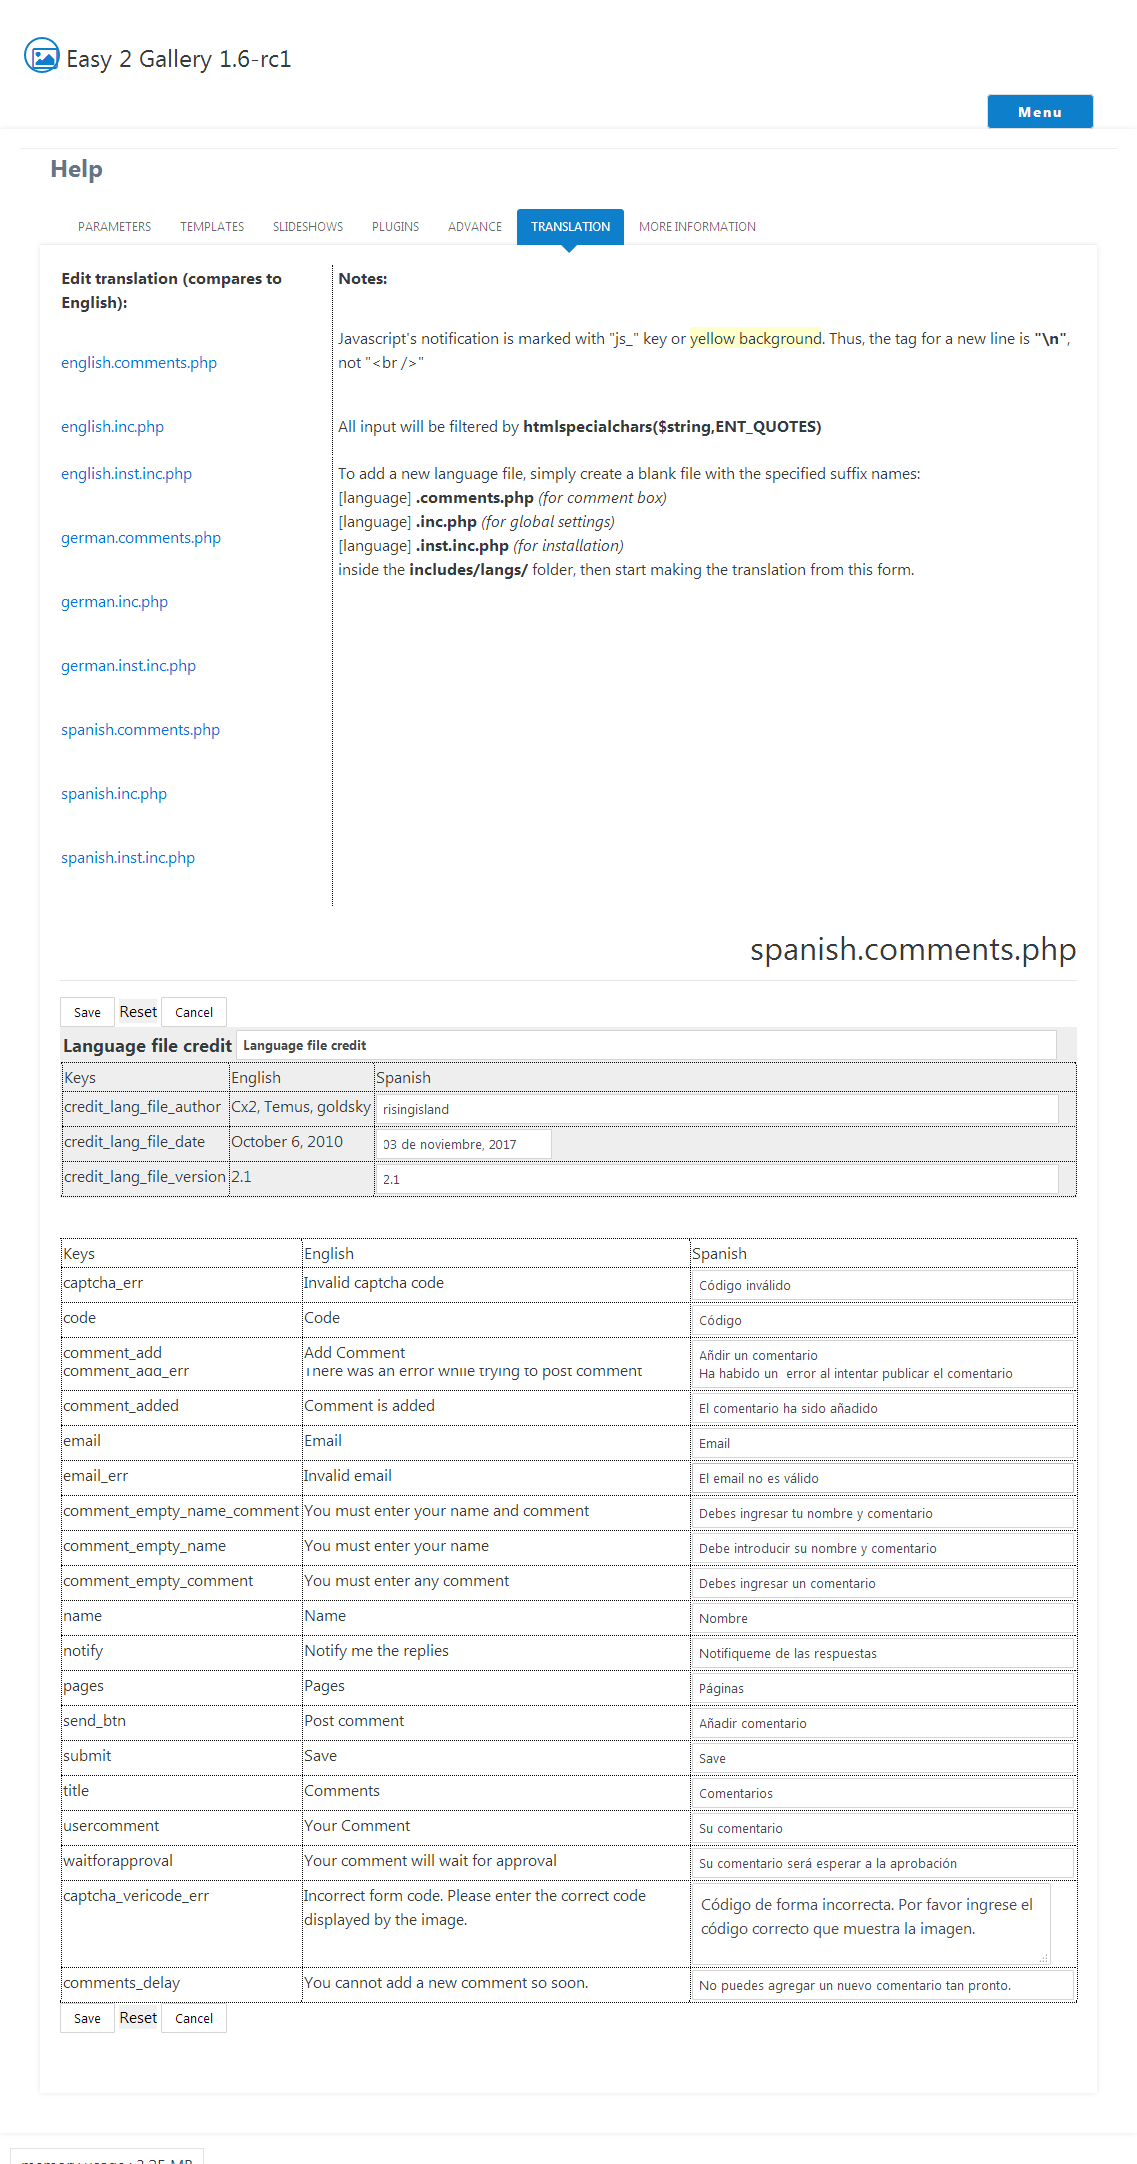 Easy 2 Gallery 1.6-rc1
Menu
Help
PARAMETERS TEMPLATES SLIDESHOWS PLUGINS ADVANCE TRANSLATION MORE INFORMATION
Edit translation (compares to
English):
english.comments.php
english.inc.php
english.inst.inc.php
german.comments.php
german.inc.php
german.inst.inc.php
spanish.comments.php
spanish.inc.php
spanish.inst.inc.php
Notes:
Javascript's notification is marked with "js_" key or yellow background. Thus, the tag for a new line is "\n",
not "<br />"
All input will be filtered by htmlspecialchars($string,ENT_QUOTES)
To add a new language file, simply create a blank file with the specified suffix names:
[language] .comments.php (for comment box)
[language] .inc.php (for global settings)
[language] .inst.inc.php (for installation)
inside the includes/langs/ folder, then start making the translation from this form.
spanish.comments.php
Save Reset Cancel
Language file credit Language file credit
Keys English Spanish
credit_lang_file_author Cx2, Temus, goldsky risingisland
credit_lang_file_date October 6, 2010 03 de noviembre, 2017
credit_lang_file_version 2.1 2.1
Keys English Spanish
captcha_err Invalid captcha code Código inválido
code Code Código
comment_add Add Comment Añdir un comentario
comment_add_err There was an error while trying to post comment Ha habido un  error al intentar publicar el comentario
comment_added Comment is added El comentario ha sido añadido
email Email Email
email_err Invalid email El email no es válido
comment_empty_name_comment You must enter your name and comment Debes ingresar tu nombre y comentario
comment_empty_name You must enter your name Debe introducir su nombre y comentario
comment_empty_comment You must enter any comment Debes ingresar un comentario
name Name Nombre
notify Notify me the replies Notifiqueme de las respuestas
pages Pages Páginas
send_btn Post comment Añadir comentario
submit Save Save
title Comments Comentarios
usercomment Your Comment Su comentario
waitforapproval Your comment will wait for approval Su comentario será esperar a la aprobación
captcha_vericode_err Incorrect form code. Please enter the correct code Código de forma incorrecta. Por favor ingrese el
displayed by the image. código correcto que muestra la imagen.
comments_delay You cannot add a new comment so soon. No puedes agregar un nuevo comentario tan pronto.
Save Reset Cancel
memory usage : 2.25 MB